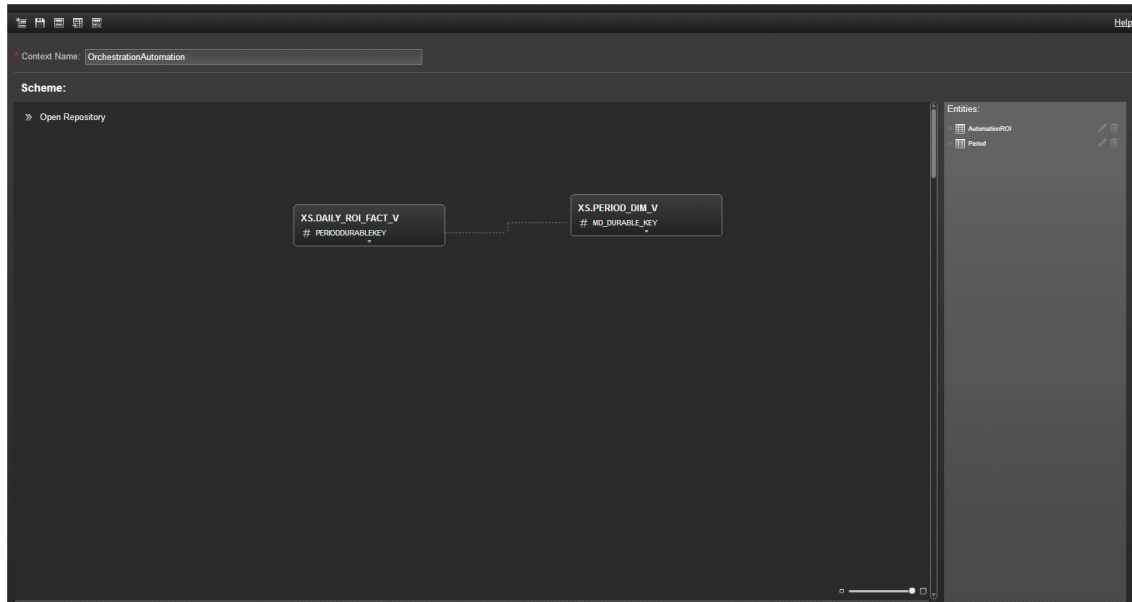 Help
* Context Name: OrchestrationAutomation
Scheme:
» Open Repository
Entities:
AutomationROI
Period
XS.DAILY_ROI_FACT_V
# PERIODDURABLEKEY
XS.PERIOD_DIM_V
# MD_DURABLE_KEY